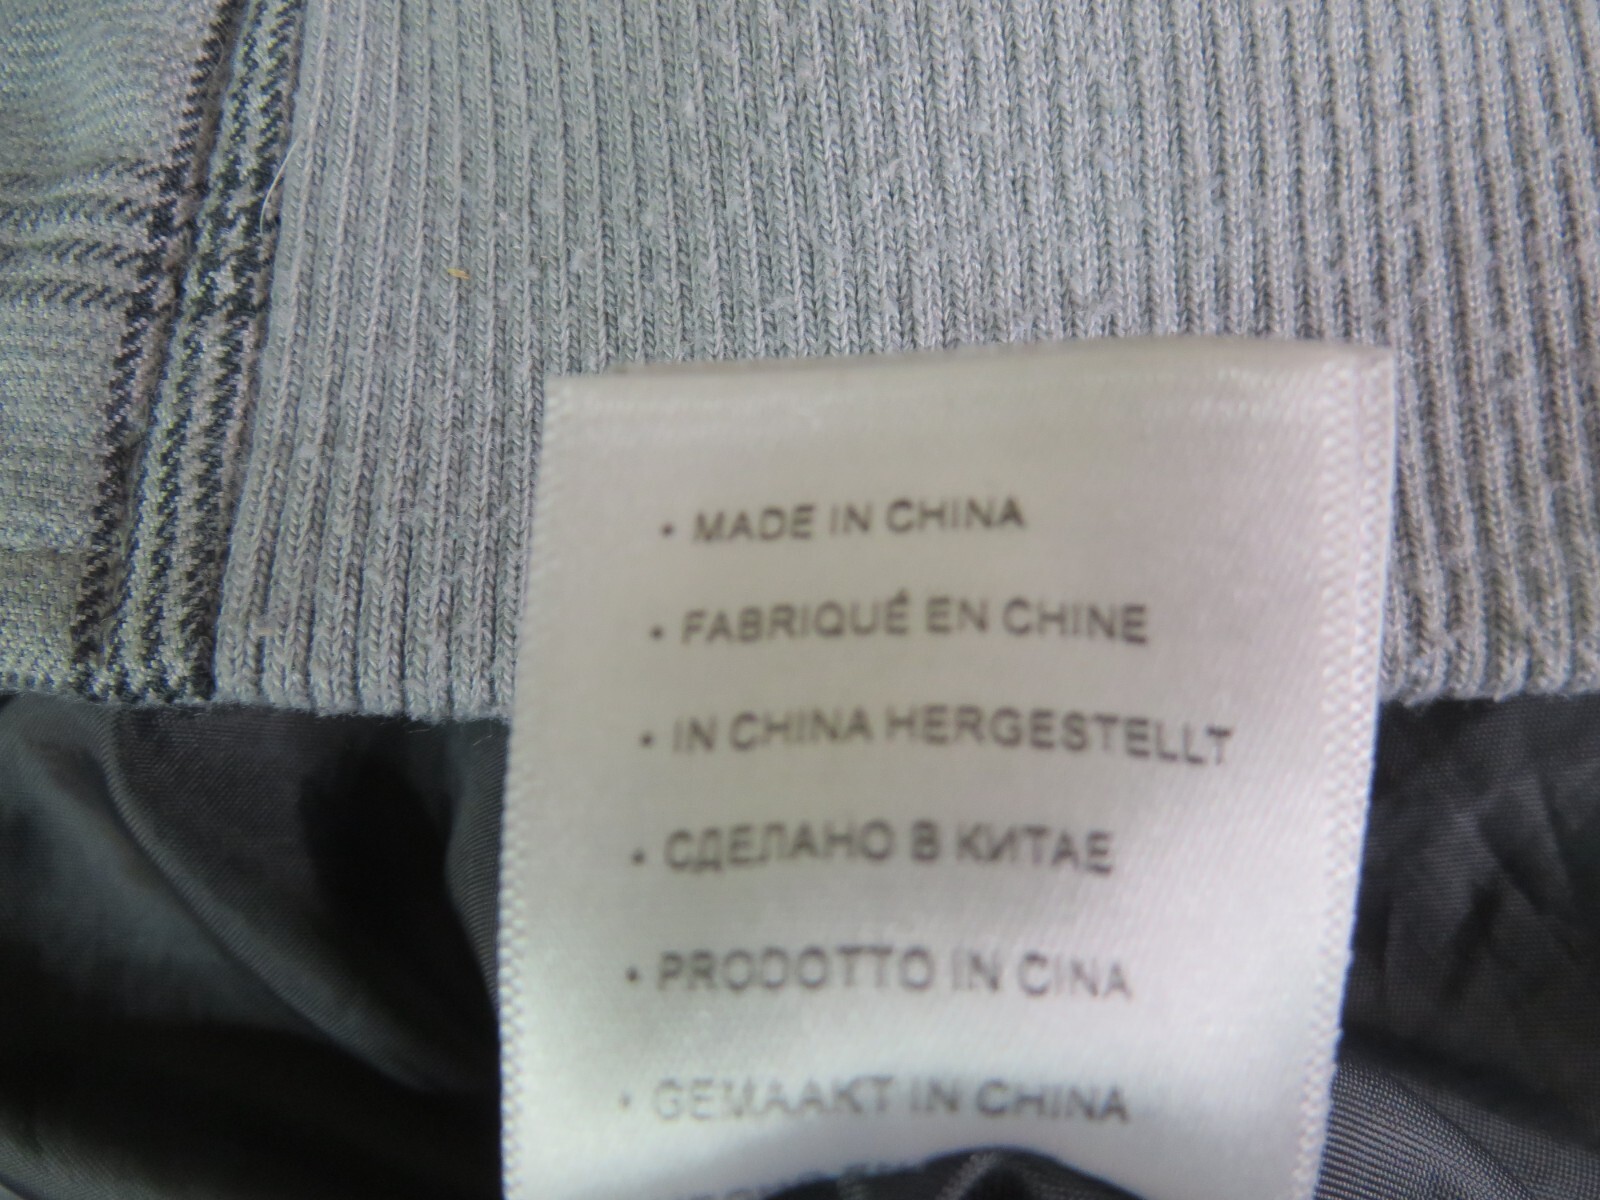 • MADE IN CHINA
• FABRIQUÉ EN CHINE
• IN CHINA HERGESTELLT
• СДЕЛАНО В КИТАЕ
• PRODOTTO IN CINA
• GEMAAKT IN CHINA